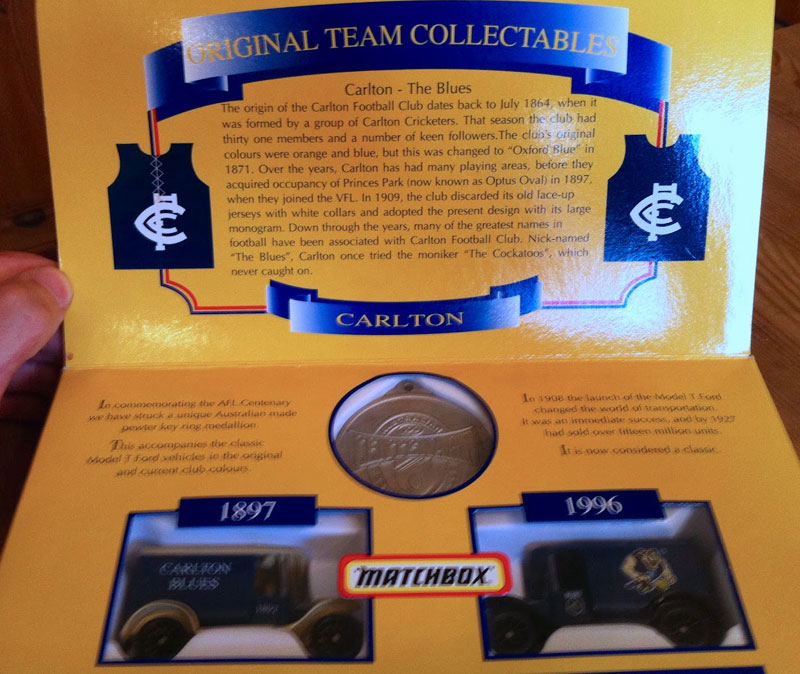 ORIGINAL TEAM COLLECTABLES
Carlton - The Blues
The origin of the Carlton Football Club dates back to July 1864, when it
was formed by a group of Carlton Cricketers. That season the club had
thirty one members and a number of keen followers.The club's original
colours were orange and blue, but this was changed to "Oxford Blue" in
1871. Over the years, Carlton has had many playing areas, before they
acquired occupancy of Princes Park (now known as Optus Oval) in 1897,
when they joined the VFL. In 1909, the club discarded its old lace-up
jerseys with white collars and adopted the present design with its large
monogram. Down through the years, many of the greatest names in
football have been associated with Carlton Football Club. Nick-named
"The Blues", Carlton once tried the moniker "The Cockatoos", which
never caught on.
CARLTON
In commemorating the AFL Centenary
we have struck a unique Australian made
pewter key ring medallion.
This accompanies the classic
Model T Ford vehicles in the original
and current club colours.
In 1908 the launch of the Model T Ford
changed the world of transportation.
It was an immediate success, and by 1927
had sold over fifteen million units.
It is now considered a classic.
1897
1996
MATCHBOX
CARLTON
BLUES
1897